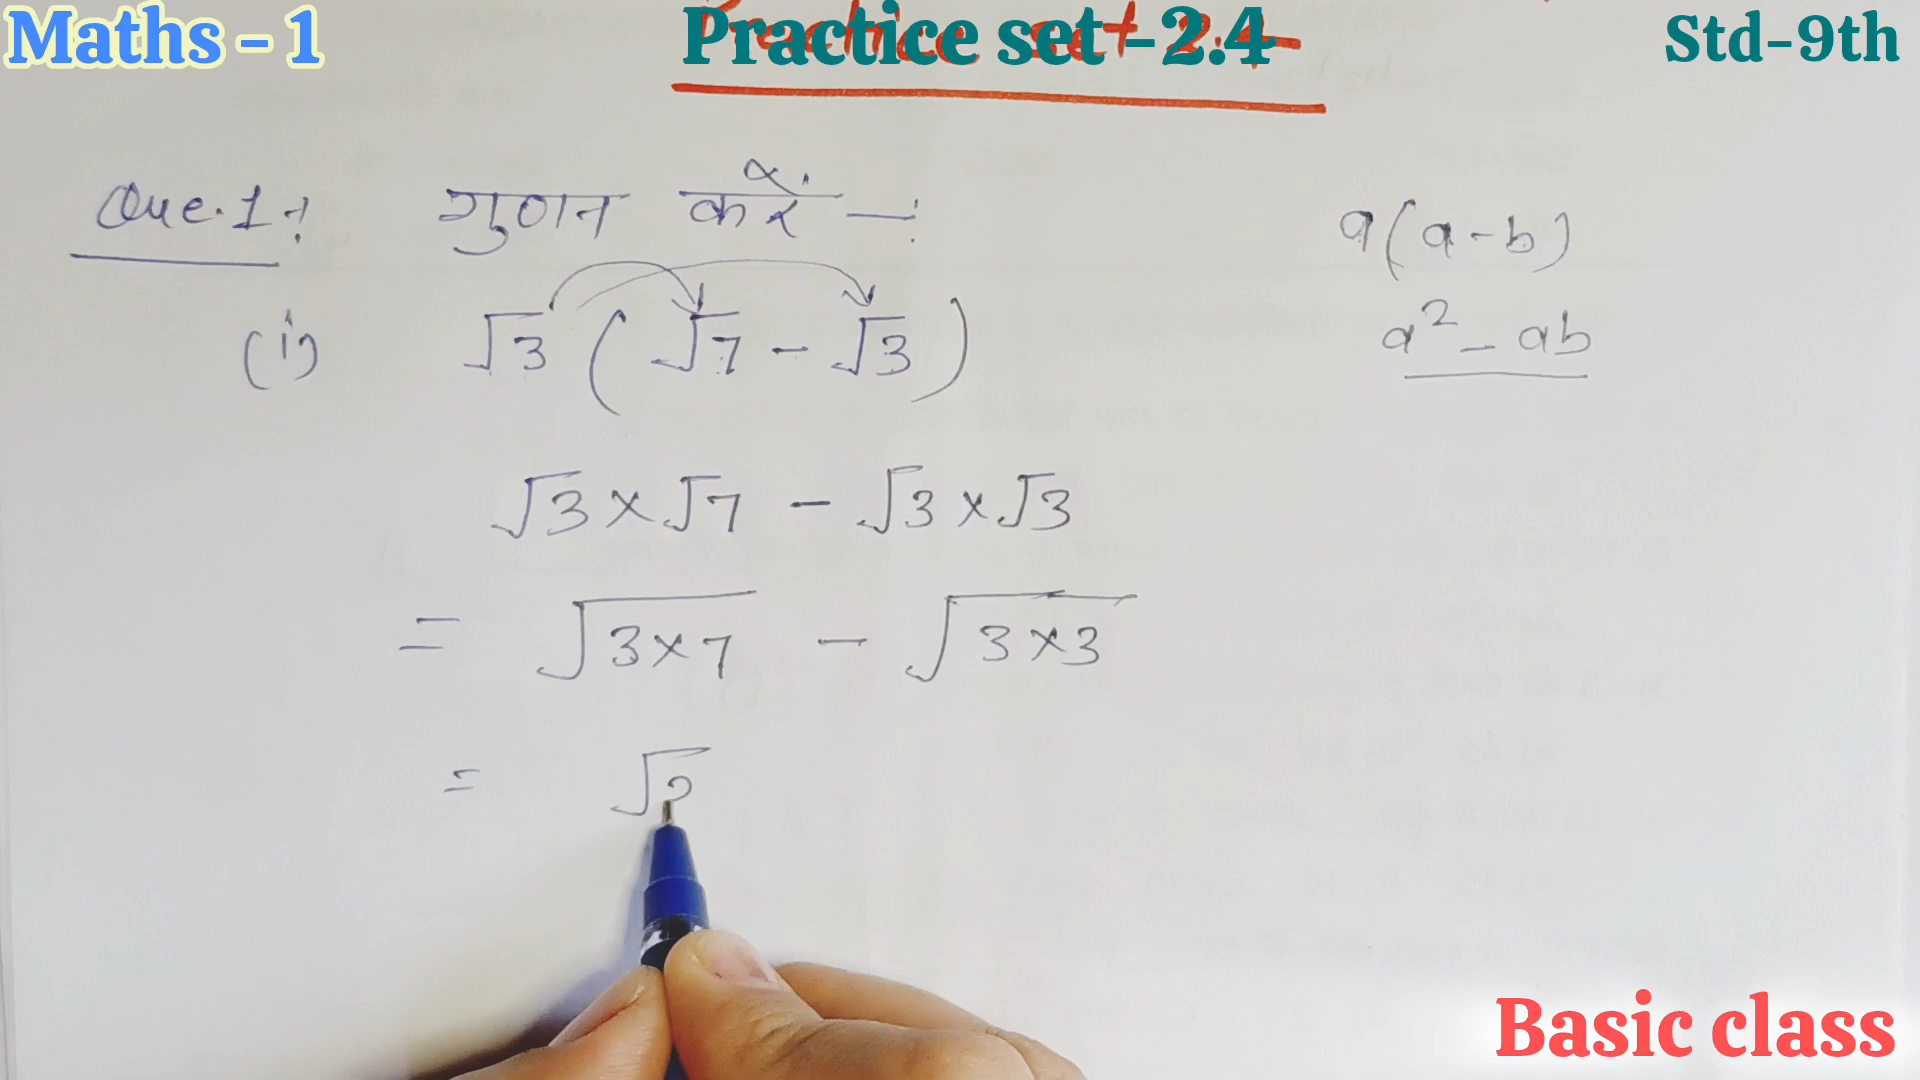 Maths - 1
Practice set - 2.4
Std-9th
Que.1:
गुणन करें —:
a(a-b)
a² - ab
(i) √3 (√7 - √3)
√3 × √7 - √3 × √3
= √3×7 - √3×3
= √2
Basic class